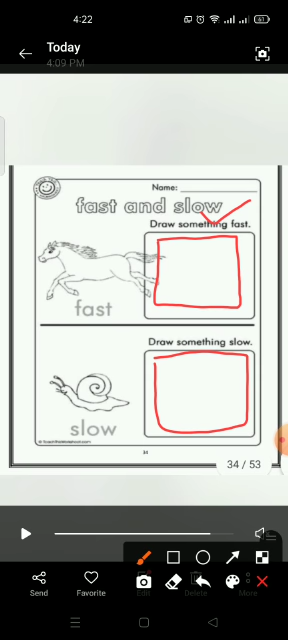 4:22
61
Today
4:09 PM
Name:
fast and slow
Draw something fast.
fast
Draw something slow.
slow
34
34 / 53
Send
Favorite
Edit
Delete
More